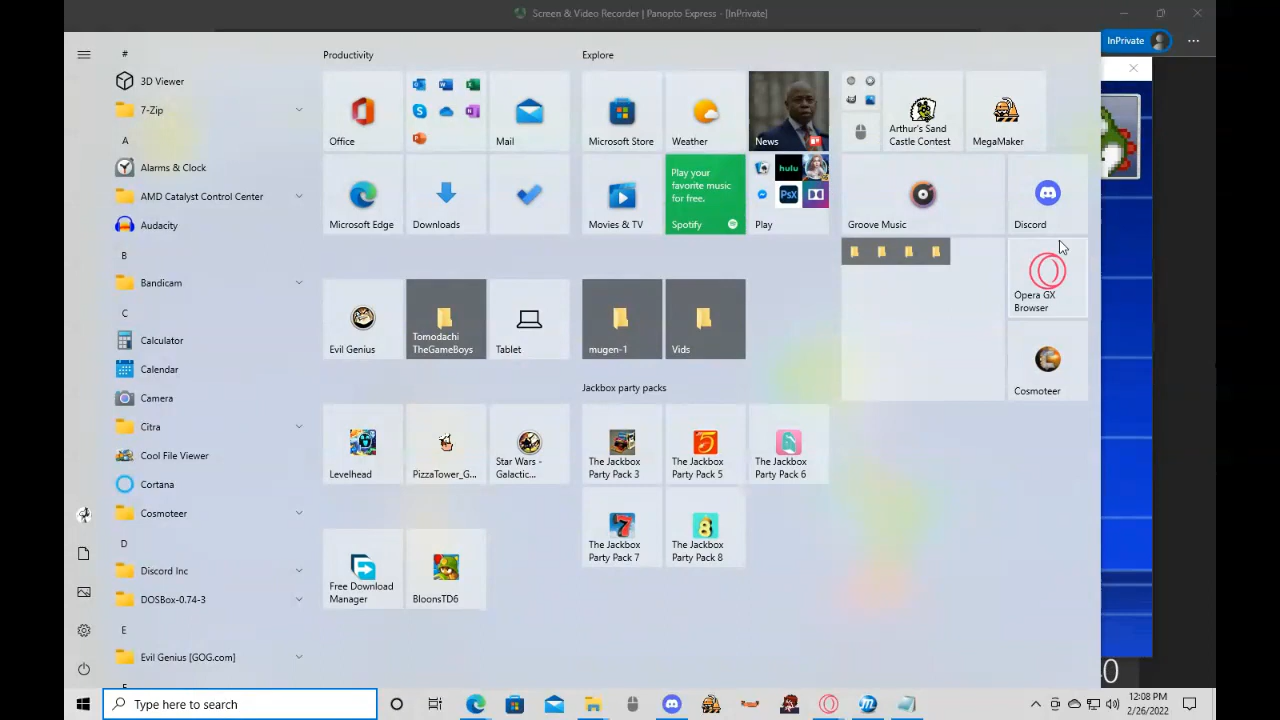 Screen & Video Recorder | Panopto Express - [InPrivate]
InPrivate
#
3D Viewer
7-Zip
A
Alarms & Clock
AMD Catalyst Control Center
Audacity
B
Bandicam
C
Calculator
Calendar
Camera
Citra
Cool File Viewer
Cortana
Cosmoteer
D
Discord Inc
DOSBox-0.74-3
E
Evil Genius [GOG.com]
Productivity
Office
Mail
Microsoft Edge
Downloads
Evil Genius
Tomodachi
TheGameBoys
Tablet
Levelhead
PizzaTower_G...
Star Wars -
Galactic...
Free Download
Manager
BloonsTD6
Explore
Microsoft Store
Weather
News
Movies & TV
Play your
favorite music
for free.
Spotify
hulu
Play
mugen-1
Vids
Jackbox party packs
The Jackbox
Party Pack 3
The Jackbox
Party Pack 5
The Jackbox
Party Pack 6
The Jackbox
Party Pack 7
The Jackbox
Party Pack 8
Arthur's Sand
Castle Contest
MegaMaker
Groove Music
Discord
Opera GX
Browser
Cosmoteer
Type here to search
12:08 PM
2/26/2022